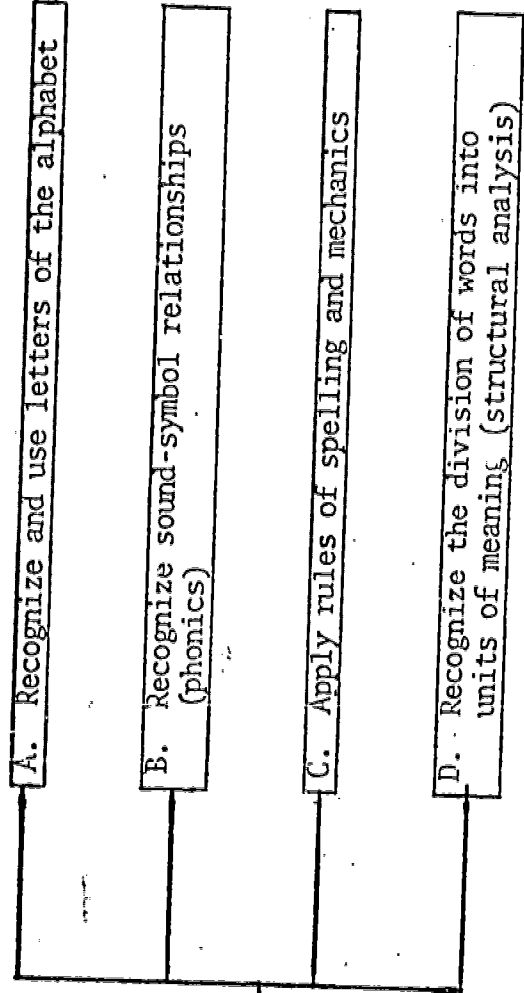 A. Recognize and use letters of the alphabet
B. Recognize sound-symbol relationships
(phonics)
C. Apply rules of spelling and mechanics
D. Recognize the division of words into
units of meaning (structural analysis)